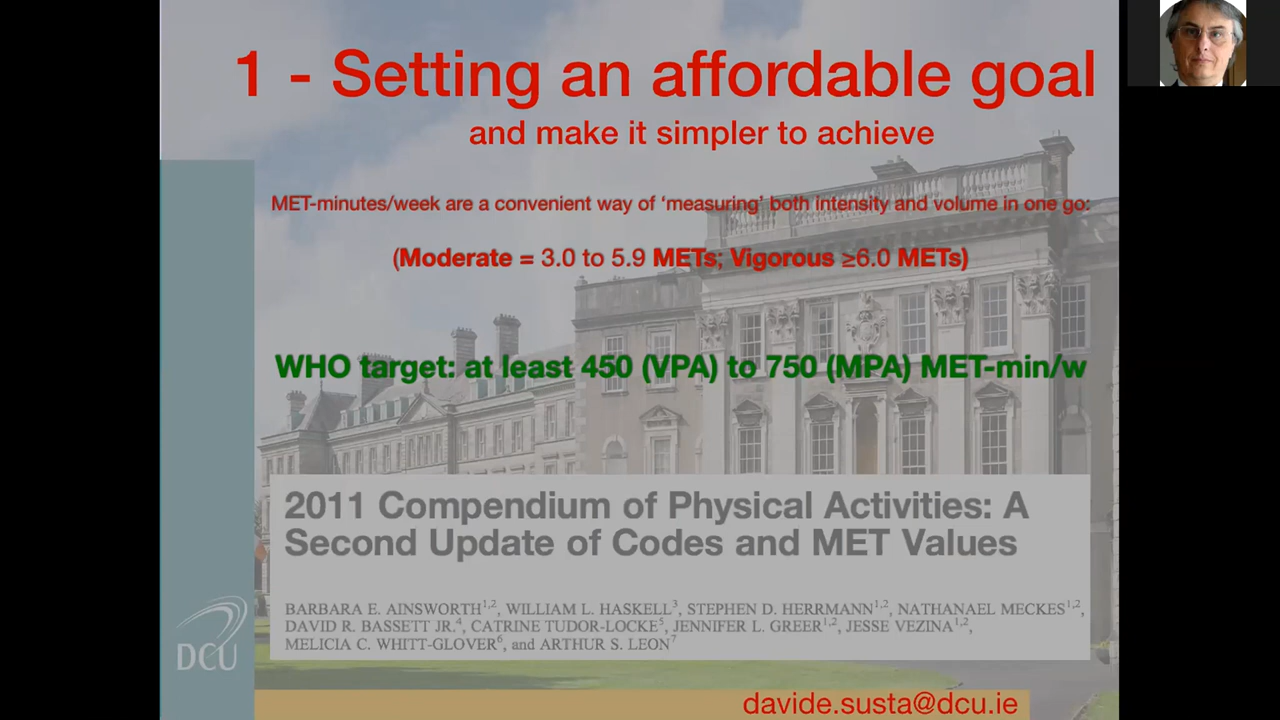 1 - Setting an affordable goal
and make it simpler to achieve
MET-minutes/week are a convenient way of ‘measuring’ both intensity and volume in one go:
(Moderate = 3.0 to 5.9 METs; Vigorous ≥6.0 METs)
WHO target: at least 450 (VPA) to 750 (MPA) MET-min/w
2011 Compendium of Physical Activities: A
Second Update of Codes and MET Values
BARBARA E. AINSWORTH1,2, WILLIAM L. HASKELL3, STEPHEN D. HERRMANN1,2, NATHANAEL MECKES1,2,
DAVID R. BASSETT JR.4, CATRINE TUDOR-LOCKE5, JENNIFER L. GREER1,2, JESSE VEZINA1,2,
MELICIA C. WHITT-GLOVER6, and ARTHUR S. LEON7
DCU
davide.susta@dcu.ie